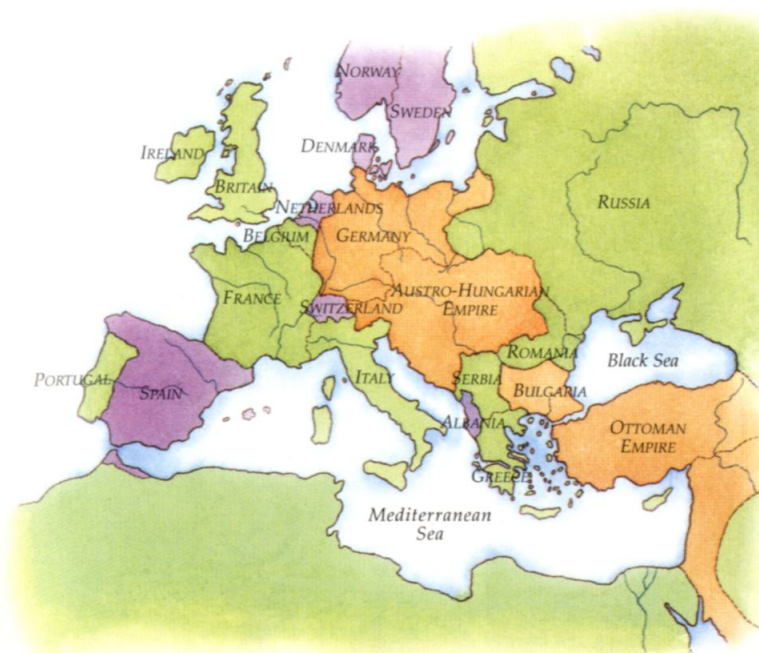 NORWAY
SWEDEN
DENMARK
IRELAND
BRITAIN
NETHERLANDS
RUSSIA
BELGIUM
GERMANY
FRANCE
SWITZERLAND
AUSTRO-HUNGARIAN
EMPIRE
ROMANIA
Black Sea
PORTUGAL
SPAIN
ITALY
SERBIA
BULGARIA
ALBANIA
OTTOMAN
EMPIRE
GREECE
Mediterranean
Sea